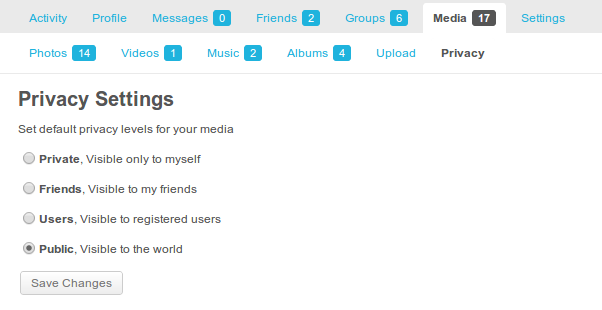 Activity Profile Messages 0 Friends 2 Groups 6 Media 17 Settings
Photos 14 Videos 1 Music 2 Albums 4 Upload Privacy
Privacy Settings
Set default privacy levels for your media
Private, Visible only to myself
Friends, Visible to my friends
Users, Visible to registered users
Public, Visible to the world
Save Changes